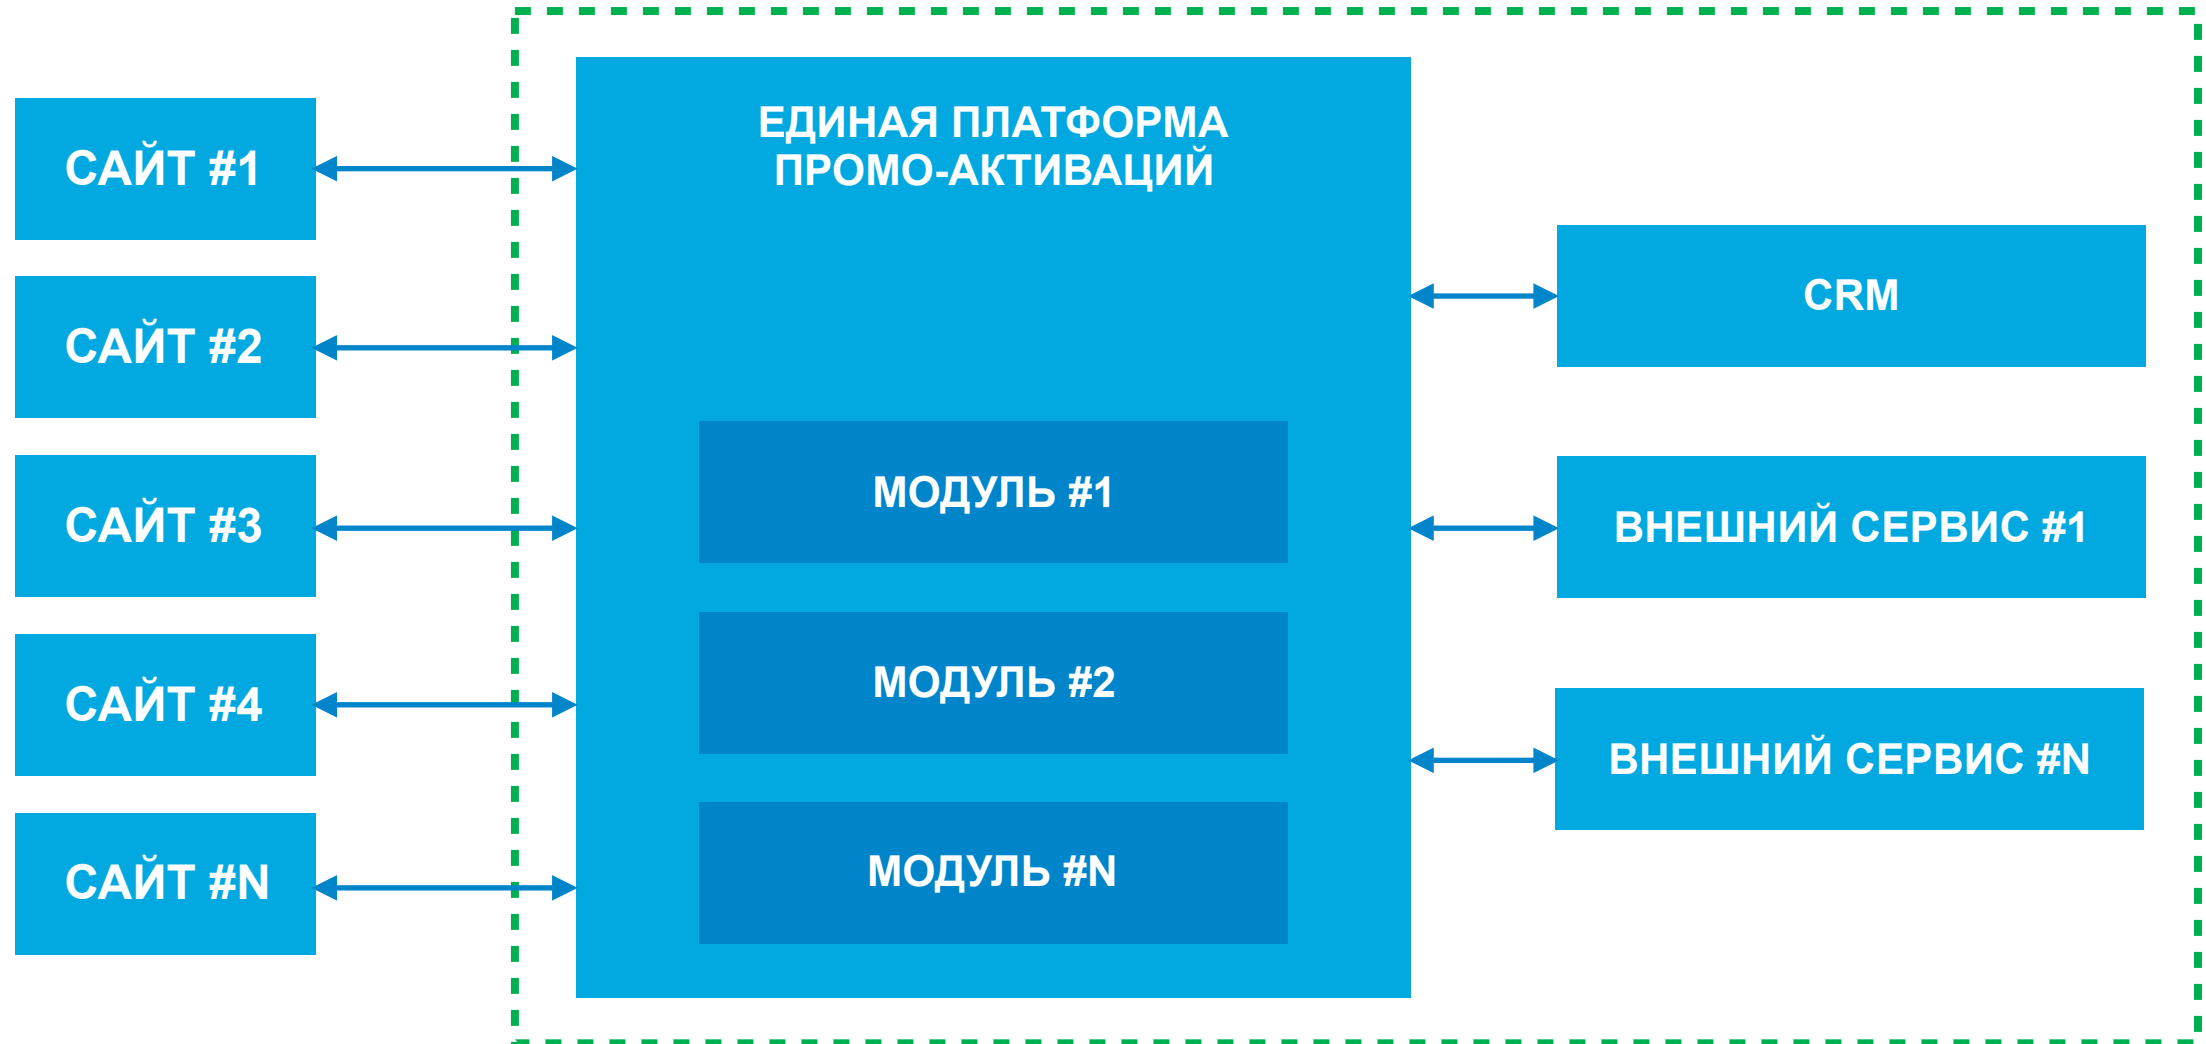 САЙТ #1
САЙТ #2
САЙТ #3
САЙТ #4
САЙТ #N
ЕДИНАЯ ПЛАТФОРМА
ПРОМО-АКТИВАЦИЙ
МОДУЛЬ #1
МОДУЛЬ #2
МОДУЛЬ #N
CRM
ВНЕШНИЙ СЕРВИС #1
ВНЕШНИЙ СЕРВИС #N